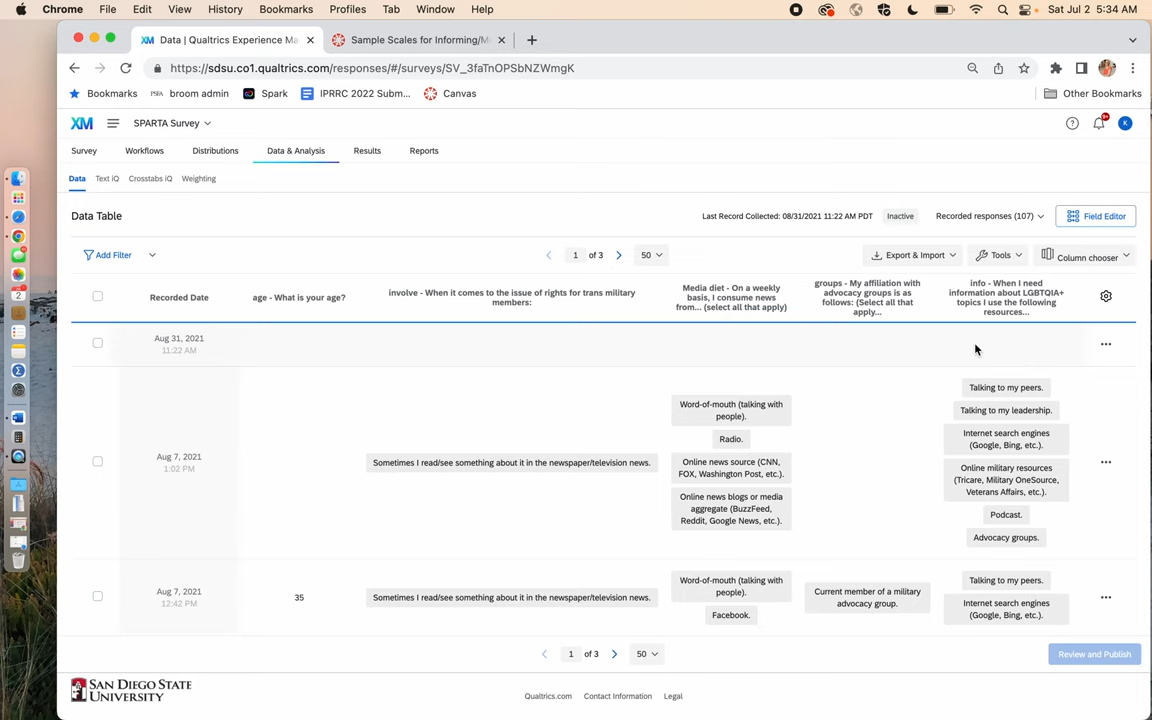 Chrome File Edit View History Bookmarks Profiles Tab Window Help Sat Jul 2 5:34 AM
XM Data | Qualtrics Experience Ma Sample Scales for Informing/M
https://sdsu.co1.qualtrics.com/responses/#/surveys/SV_3faTnOPSbNZWmgK
Bookmarks broom admin Spark IPRRC 2022 Subm... Canvas Other Bookmarks
XM SPARTA Survey K
Survey Workflows Distributions Data & Analysis Results Reports
Data Text iQ Crosstabs iQ Weighting
Data Table Last Record Collected: 08/31/2021 11:22 AM PDT Inactive Recorded responses (107) Field Editor
Add Filter 1 of 3 50 Export & Import Tools Column chooser
Recorded Date
age - What is your age?
involve - When it comes to the issue of rights for trans military
members:
Media diet - On a weekly
basis, I consume news
from... (select all that apply)
groups - My affiliation with
advocacy groups is as
follows: (Select all that
apply...
info - When I need
information about LGBTQIA+
topics I use the following
resources...
Aug 31, 2021
11:22 AM
Aug 7, 2021
1:02 PM
Sometimes I read/see something about it in the newspaper/television news.
Word-of-mouth (talking with
people).
Radio.
Online news source (CNN,
FOX, Washington Post, etc.).
Online news blogs or media
aggregate (BuzzFeed,
Reddit, Google News, etc.).
Talking to my peers.
Talking to my leadership.
Internet search engines
(Google, Bing, etc.).
Online military resources
(Tricare, Military OneSource,
Veterans Affairs, etc.).
Podcast.
Advocacy groups.
Aug 7, 2021
12:42 PM
35
Sometimes I read/see something about it in the newspaper/television news.
Word-of-mouth (talking with
people).
Facebook.
Current member of a military
advocacy group.
Talking to my peers.
Internet search engines
(Google, Bing, etc.).
1 of 3 50 Review and Publish
SAN DIEGO STATE
UNIVERSITY
Qualtrics.com Contact Information Legal